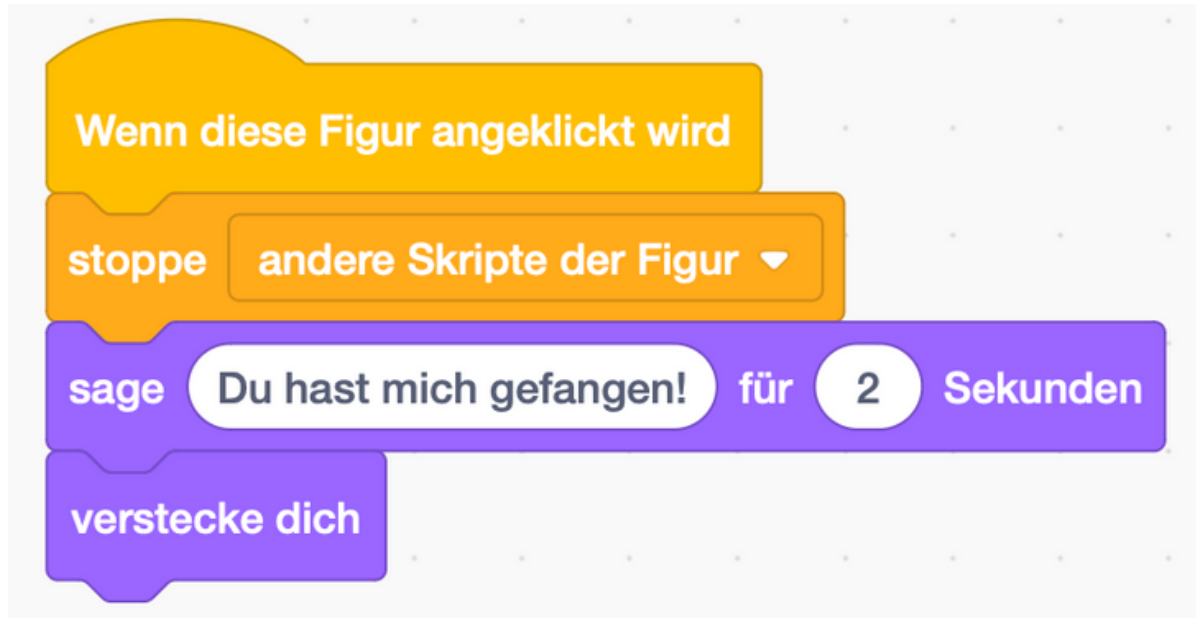 Wenn diese Figur angeklickt wird
stoppe andere Skripte der Figur
sage Du hast mich gefangen! für 2 Sekunden
verstecke dich